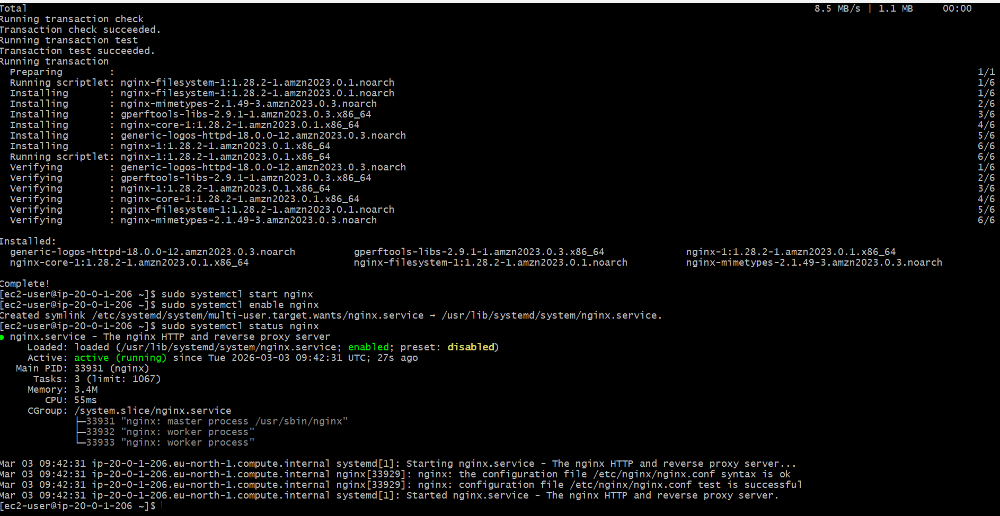 Total 8.5 MB/s | 1.1 MB 00:00
Running transaction check
Transaction check succeeded.
Running transaction test
Transaction test succeeded.
Running transaction
  Preparing        : 1/1
  Running scriptlet: nginx-filesystem-1:1.28.2-1.amzn2023.0.1.noarch 1/6
  Installing       : nginx-filesystem-1:1.28.2-1.amzn2023.0.1.noarch 1/6
  Installing       : nginx-mimetypes-2.1.49-3.amzn2023.0.3.noarch 2/6
  Installing       : gperftools-libs-2.9.1-1.amzn2023.0.3.x86_64 3/6
  Installing       : nginx-core-1:1.28.2-1.amzn2023.0.1.x86_64 4/6
  Installing       : generic-logos-httpd-18.0.0-12.amzn2023.0.3.noarch 5/6
  Installing       : nginx-1:1.28.2-1.amzn2023.0.1.x86_64 6/6
  Running scriptlet: nginx-1:1.28.2-1.amzn2023.0.1.x86_64 6/6
  Verifying        : generic-logos-httpd-18.0.0-12.amzn2023.0.3.noarch 1/6
  Verifying        : gperftools-libs-2.9.1-1.amzn2023.0.3.x86_64 2/6
  Verifying        : nginx-1:1.28.2-1.amzn2023.0.1.x86_64 3/6
  Verifying        : nginx-core-1:1.28.2-1.amzn2023.0.1.x86_64 4/6
  Verifying        : nginx-filesystem-1:1.28.2-1.amzn2023.0.1.noarch 5/6
  Verifying        : nginx-mimetypes-2.1.49-3.amzn2023.0.3.noarch 6/6
Installed:
  generic-logos-httpd-18.0.0-12.amzn2023.0.3.noarch gperftools-libs-2.9.1-1.amzn2023.0.3.x86_64 nginx-1:1.28.2-1.amzn2023.0.1.x86_64
  nginx-core-1:1.28.2-1.amzn2023.0.1.x86_64 nginx-filesystem-1:1.28.2-1.amzn2023.0.1.noarch nginx-mimetypes-2.1.49-3.amzn2023.0.3.noarch
Complete!
[ec2-user@ip-20-0-1-206 ~]$ sudo systemctl start nginx
[ec2-user@ip-20-0-1-206 ~]$ sudo systemctl enable nginx
Created symlink /etc/systemd/system/multi-user.target.wants/nginx.service → /usr/lib/systemd/system/nginx.service.
[ec2-user@ip-20-0-1-206 ~]$ sudo systemctl status nginx
● nginx.service - The nginx HTTP and reverse proxy server
     Loaded: loaded (/usr/lib/systemd/system/nginx.service; enabled; preset: disabled)
     Active: active (running) since Tue 2026-03-03 09:42:31 UTC; 27s ago
   Main PID: 33931 (nginx)
      Tasks: 3 (limit: 1067)
     Memory: 3.4M
        CPU: 55ms
     CGroup: /system.slice/nginx.service
             ├─33931 "nginx: master process /usr/sbin/nginx"
             ├─33932 "nginx: worker process"
             └─33933 "nginx: worker process"
Mar 03 09:42:31 ip-20-0-1-206.eu-north-1.compute.internal systemd[1]: Starting nginx.service - The nginx HTTP and reverse proxy server...
Mar 03 09:42:31 ip-20-0-1-206.eu-north-1.compute.internal nginx[33929]: nginx: the configuration file /etc/nginx/nginx.conf syntax is ok
Mar 03 09:42:31 ip-20-0-1-206.eu-north-1.compute.internal nginx[33929]: nginx: configuration file /etc/nginx/nginx.conf test is successful
Mar 03 09:42:31 ip-20-0-1-206.eu-north-1.compute.internal systemd[1]: Started nginx.service - The nginx HTTP and reverse proxy server.
[ec2-user@ip-20-0-1-206 ~]$